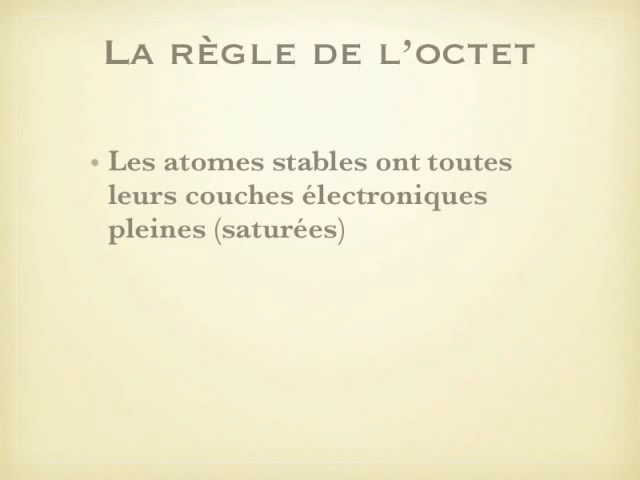 La règle de l’octet
• Les atomes stables ont toutes
leurs couches électroniques
pleines (saturées)